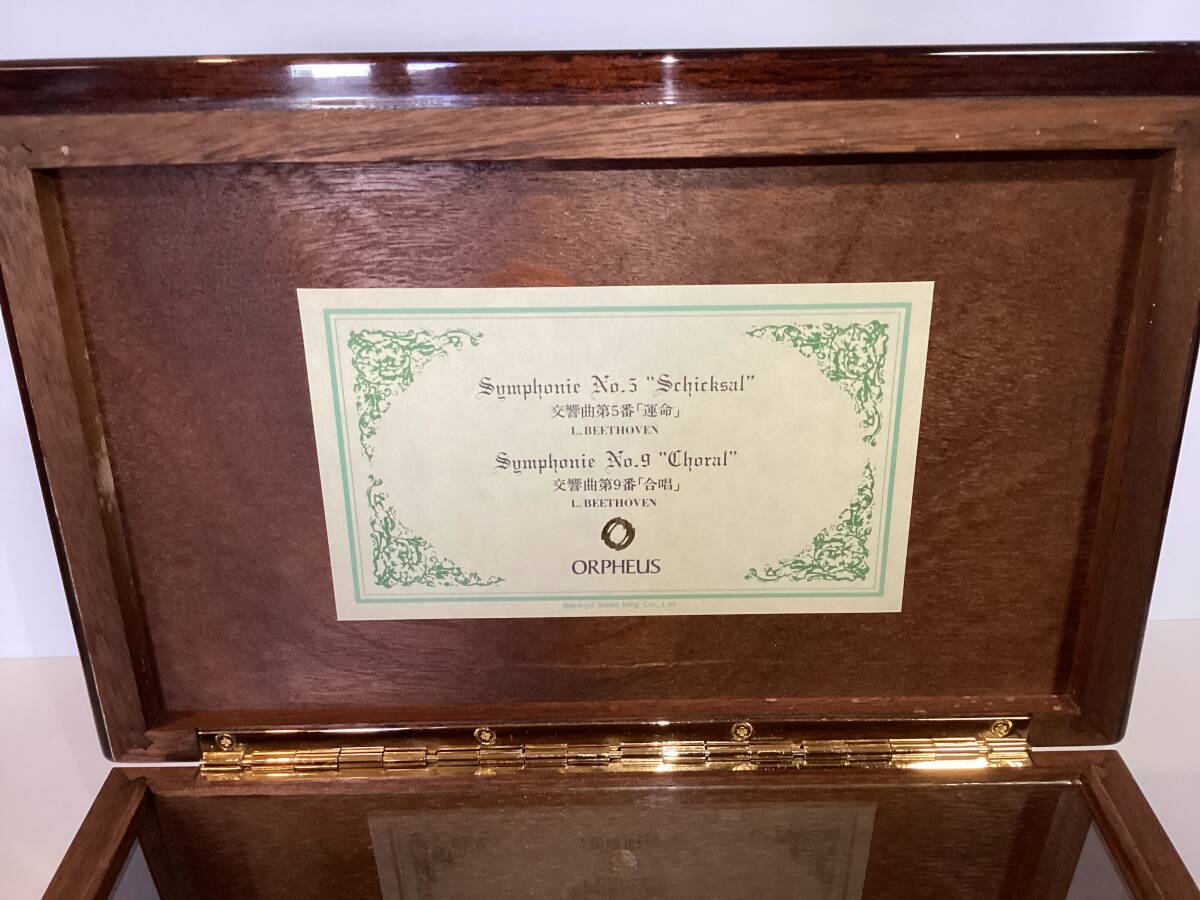 Symphonie No.5 "Schicksal"
交響曲第5番「運命」
L. BEETHOVEN
Symphonie No.9 "Choral"
交響曲第9番「合唱」
L. BEETHOVEN
ORPHEUS
Sankyo Seiki Mfg. Co., Ltd